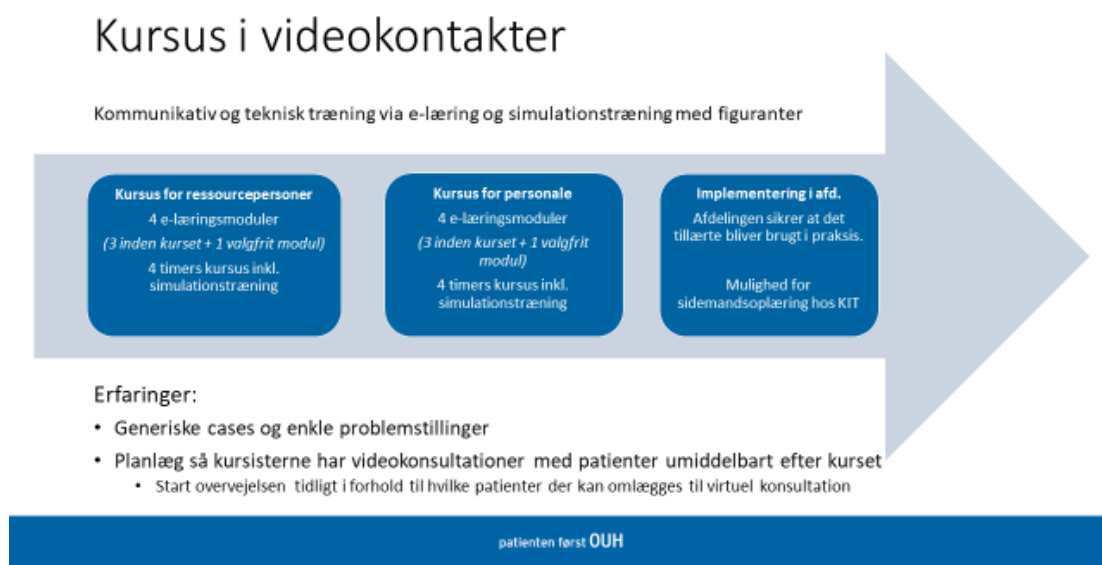 Kursus i videokontakter
Kommunikativ og teknisk træning via e-læring og simulationstræning med figuranter
Kursus for ressourcepersoner
4 e-læringsmoduler
(3 inden kurset + 1 valgfrit modul)
4 timers kursus inkl.
simulationstræning
Kursus for personale
4 e-læringsmoduler
(3 inden kurset + 1 valgfrit
modul)
4 timers kursus inkl.
simulationstræning
Implementering i afd.
Afdelingen sikrer at det
tillærte bliver brugt i praksis.
Mulighed for
sidemandsoplæring hos KIT
Erfaringer:
• Generiske cases og enkle problemstillinger
• Planlæg så kursisterne har videokonsultationer med patienter umiddelbart efter kurset
• Start overvejelsen tidligt i forhold til hvilke patienter der kan omlægges til virtuel konsultation
patienten først OUH